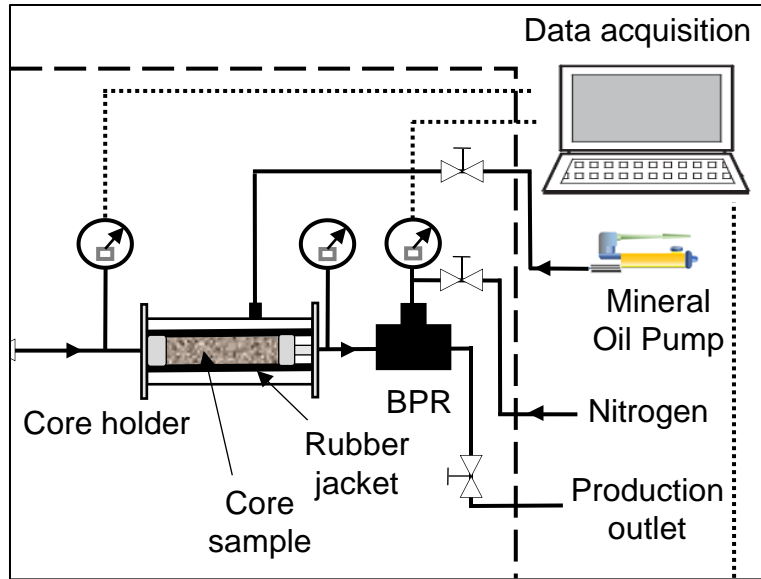 Data acquisition
Mineral
Oil Pump
Core holder
BPR
Nitrogen
Rubber
jacket
Core
sample
Production
outlet